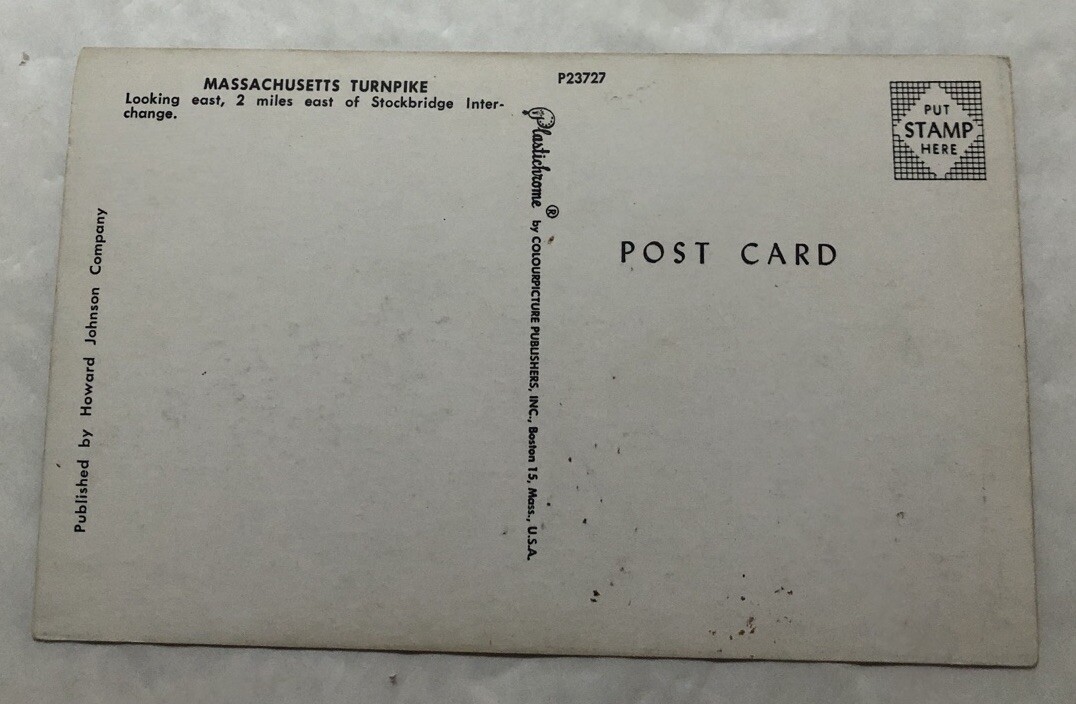 MASSACHUSETTS TURNPIKE
Looking east, 2 miles east of Stockbridge Inter-
change.
Published by Howard Johnson Company
P23727
Plastichrome ® by COLOURPICTURE PUBLISHERS, INC., Boston 15, Mass., U.S.A.
PUT
STAMP
HERE
POST CARD